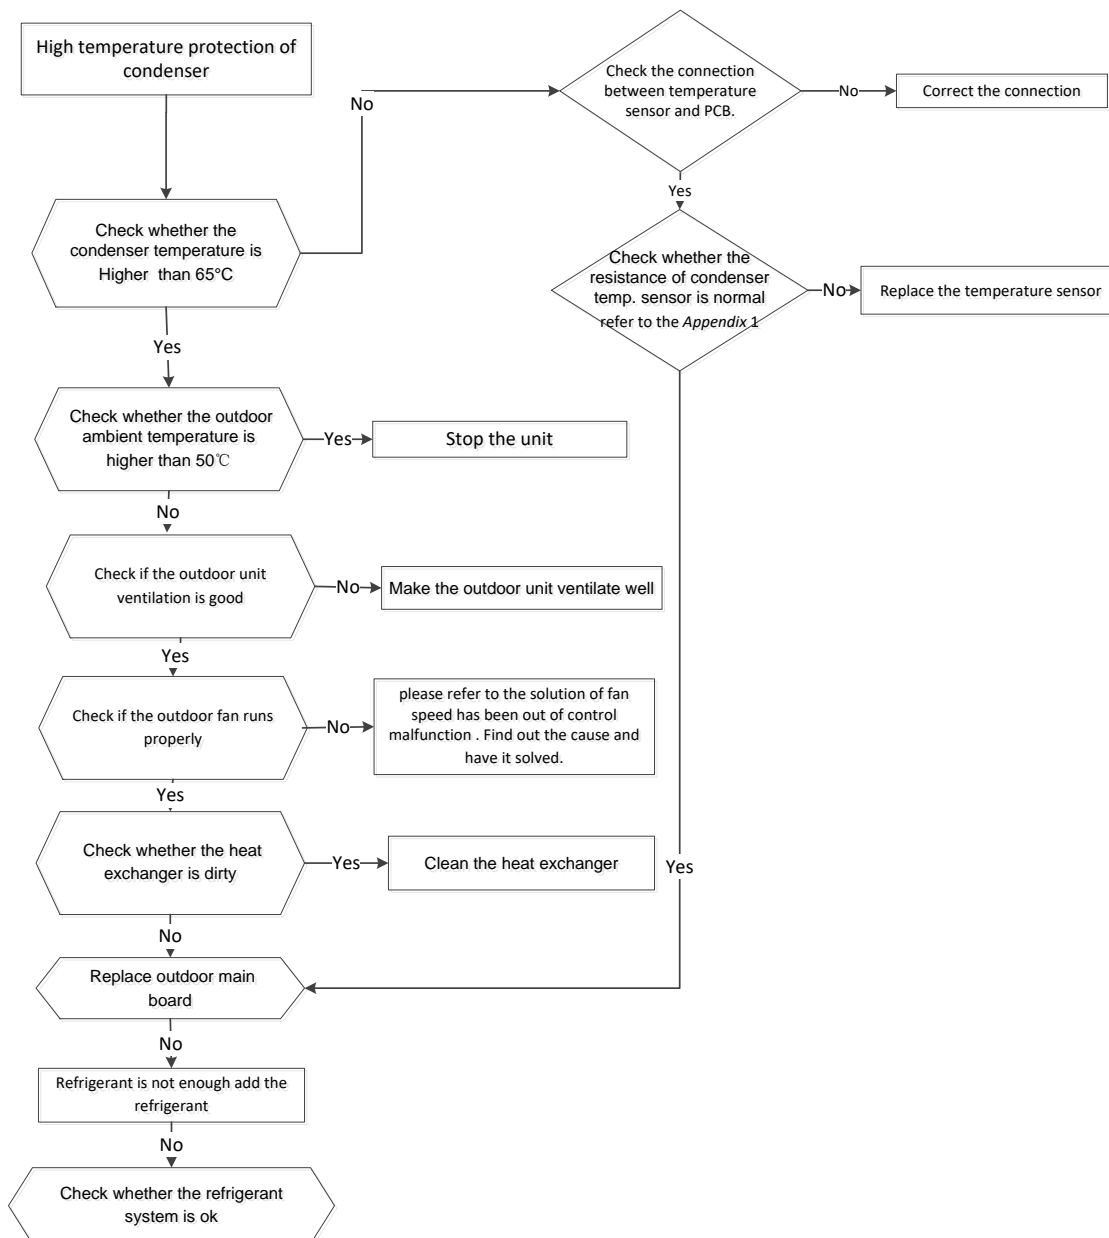 High temperature protection of
condenser
No
Check the connection
between temperature
sensor and PCB.
No
Correct the connection
Yes
Check whether the
condenser temperature is
Higher than 65°C
Check whether the
resistance of condenser
temp. sensor is normal
refer to the Appendix 1
No
Replace the temperature sensor
Yes
Check whether the outdoor
ambient temperature is
higher than 50℃
Yes
Stop the unit
No
Check if the outdoor unit
ventilation is good
No
Make the outdoor unit ventilate well
Yes
Check if the outdoor fan runs
properly
No
please refer to the solution of fan
speed has been out of control
malfunction . Find out the cause and
have it solved.
Yes
Check whether the heat
exchanger is dirty
Yes
Clean the heat exchanger
Yes
No
Replace outdoor main
board
No
Refrigerant is not enough add the
refrigerant
No
Check whether the refrigerant
system is ok